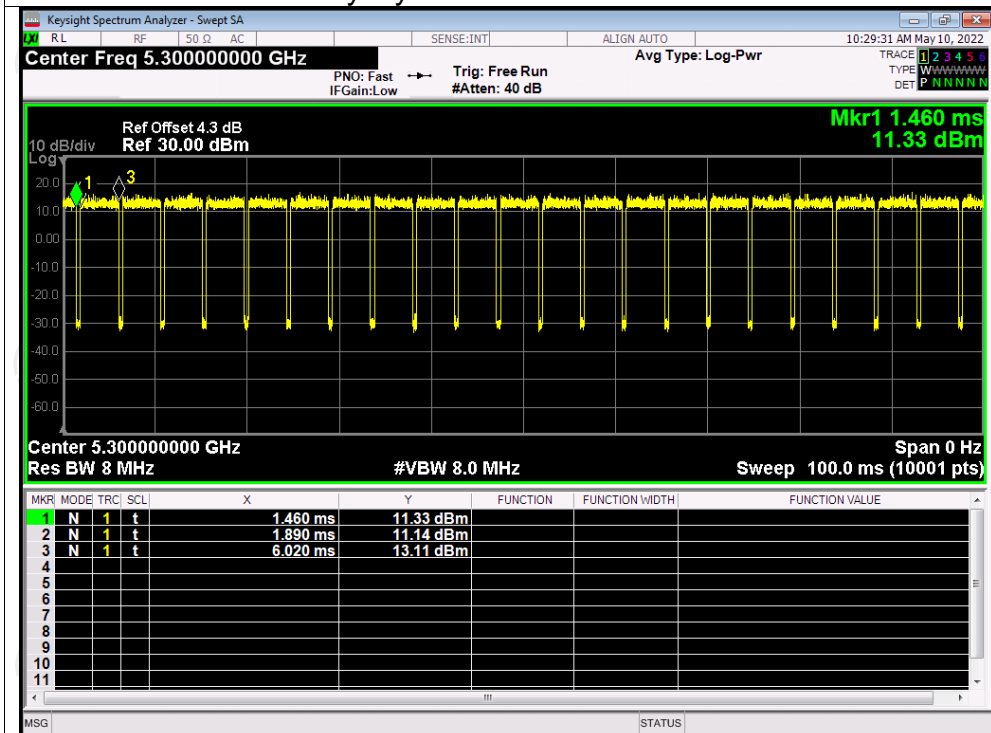 Keysight Spectrum Analyzer - Swept SA
LXI RL RF 50 Ω AC SENSE:INT ALIGN AUTO 10:29:31 AM May 10, 2022
Center Freq 5.300000000 GHz Avg Type: Log-Pwr TRACE 1 2 3 4 5 6
PNO: Fast Trig: Free Run TYPE WWWWWW
IFGain:Low #Atten: 40 dB DET P N N N N N
Mkr1 1.460 ms
11.33 dBm
Ref Offset 4.3 dB
10 dB/div Ref 30.00 dBm
Log
1 3
20.0
10.0
0.00
-10.0
-20.0
-30.0
-40.0
-50.0
-60.0
Center 5.300000000 GHz Span 0 Hz
Res BW 8 MHz #VBW 8.0 MHz Sweep 100.0 ms (10001 pts)
MKR MODE TRC SCL X Y FUNCTION FUNCTION WIDTH FUNCTION VALUE
1 N 1 t 1.460 ms 11.33 dBm
2 N 1 t 1.890 ms 11.14 dBm
3 N 1 t 6.020 ms 13.11 dBm
4
5
6
7
8
9
10
11
MSG STATUS